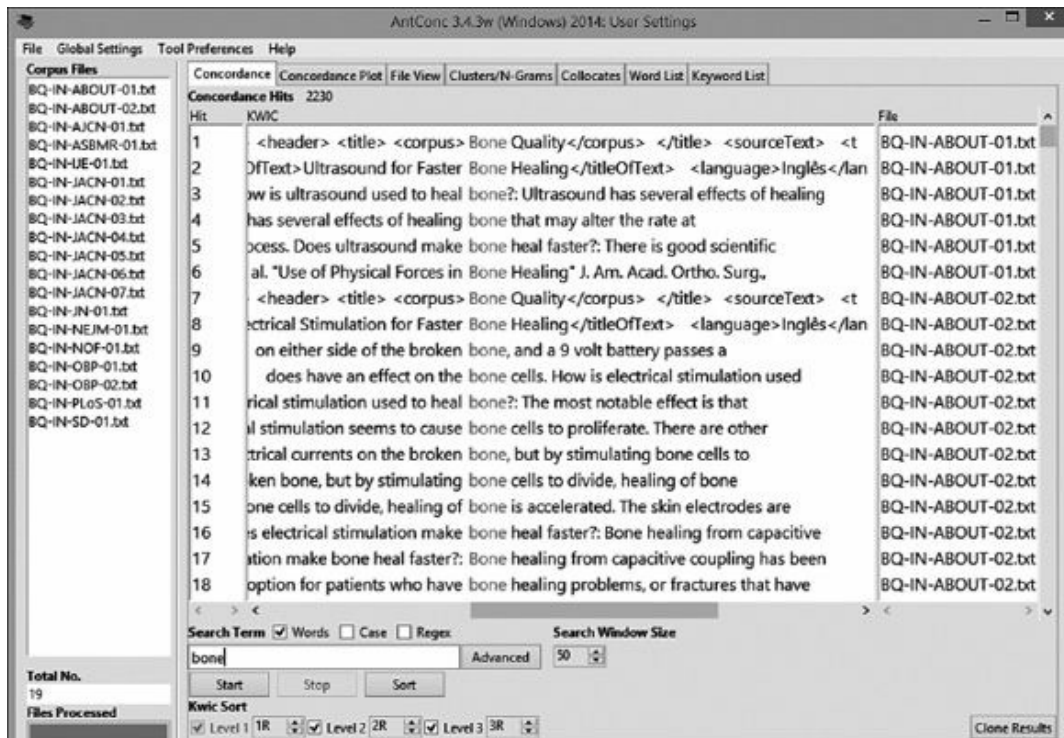 AntConc 3.4.3w (Windows) 2014: User Settings
File Global Settings Tool Preferences Help
Corpus Files
BQ-IN-ABOUT-01.txt
BQ-IN-ABOUT-02.txt
BQ-IN-AJCN-01.txt
BQ-IN-ASBMR-01.txt
BQ-IN-IJE-01.txt
BQ-IN-JACN-01.txt
BQ-IN-JACN-02.txt
BQ-IN-JACN-03.txt
BQ-IN-JACN-04.txt
BQ-IN-JACN-05.txt
BQ-IN-JACN-06.txt
BQ-IN-JACN-07.txt
BQ-IN-JN-01.txt
BQ-IN-NEJM-01.txt
BQ-IN-NOF-01.txt
BQ-IN-OBP-01.txt
BQ-IN-OBP-02.txt
BQ-IN-PLoS-01.txt
BQ-IN-SD-01.txt
Total No.
19
Files Processed
Concordance Concordance Plot File View Clusters/N-Grams Collocates Word List Keyword List
Concordance Hits 2230
Hit KWIC File
1 <header> <title> <corpus> Bone Quality</corpus> </title> <sourceText> <t BQ-IN-ABOUT-01.txt
2 OfText>Ultrasound for Faster Bone Healing</titleOfText> <language>Inglês</lan BQ-IN-ABOUT-01.txt
3 ow is ultrasound used to heal bone?: Ultrasound has several effects of healing BQ-IN-ABOUT-01.txt
4 has several effects of healing bone that may alter the rate at BQ-IN-ABOUT-01.txt
5 ocess. Does ultrasound make bone heal faster?: There is good scientific BQ-IN-ABOUT-01.txt
6 al. "Use of Physical Forces in Bone Healing" J. Am. Acad. Ortho. Surg., BQ-IN-ABOUT-01.txt
7 <header> <title> <corpus> Bone Quality</corpus> </title> <sourceText> <t BQ-IN-ABOUT-02.txt
8 ectrical Stimulation for Faster Bone Healing</titleOfText> <language>Inglês</lan BQ-IN-ABOUT-02.txt
9 on either side of the broken bone, and a 9 volt battery passes a BQ-IN-ABOUT-02.txt
10 does have an effect on the bone cells. How is electrical stimulation used BQ-IN-ABOUT-02.txt
11 rical stimulation used to heal bone?: The most notable effect is that BQ-IN-ABOUT-02.txt
12 al stimulation seems to cause bone cells to proliferate. There are other BQ-IN-ABOUT-02.txt
13 ctrical currents on the broken bone, but by stimulating bone cells to BQ-IN-ABOUT-02.txt
14 ken bone, but by stimulating bone cells to divide, healing of bone BQ-IN-ABOUT-02.txt
15 one cells to divide, healing of bone is accelerated. The skin electrodes are BQ-IN-ABOUT-02.txt
16 s electrical stimulation make bone heal faster?: Bone healing from capacitive BQ-IN-ABOUT-02.txt
17 ation make bone heal faster?: Bone healing from capacitive coupling has been BQ-IN-ABOUT-02.txt
18 option for patients who have bone healing problems, or fractures that have BQ-IN-ABOUT-02.txt
Search Term Words Case Regex Search Window Size
bone Advanced 50
Start Stop Sort
Kwic Sort
Level 1 1R Level 2 2R Level 3 3R Clone Results